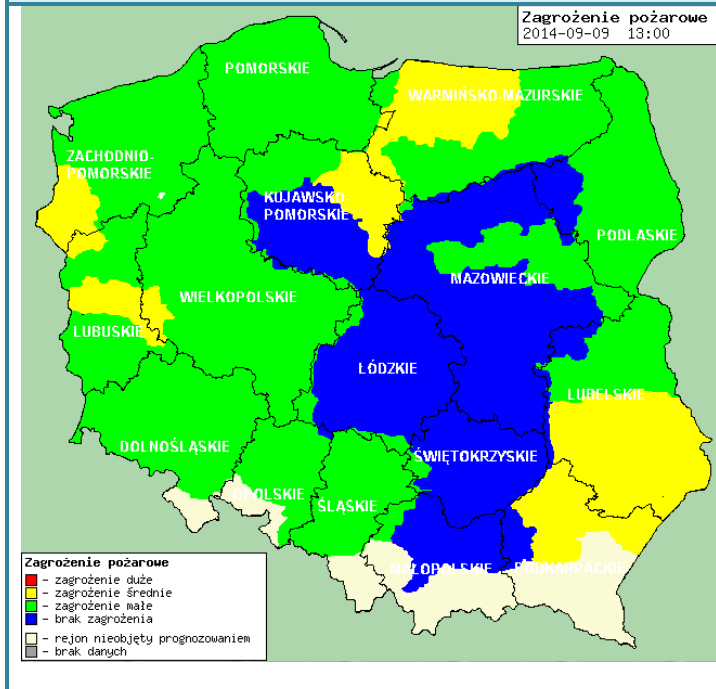 Zagrożenie pożarowe
2014-09-09 13:00
POMORSKIE
WARMIŃSKO MAZURSKIE
ZACHODNIO-
POMORSKIE
KUJAWSKO
POMORSKIE
PODLASKIE
MAZOWIECKIE
WIELKOPOLSKIE
LUBUSKIE
ŁÓDZKIE
LUBELSKIE
DOLNOŚLĄSKIE
ŚWIĘTOKRZYSKIE
OPOLSKIE
ŚLĄSKIE
MAŁOPOLSKIE
PODKARPACKIE
Zagrożenie pożarowe
- zagrożenie duże
- zagrożenie średnie
- zagrożenie małe
- brak zagrożenia
- rejon nieobjęty prognozowaniem
- brak danych